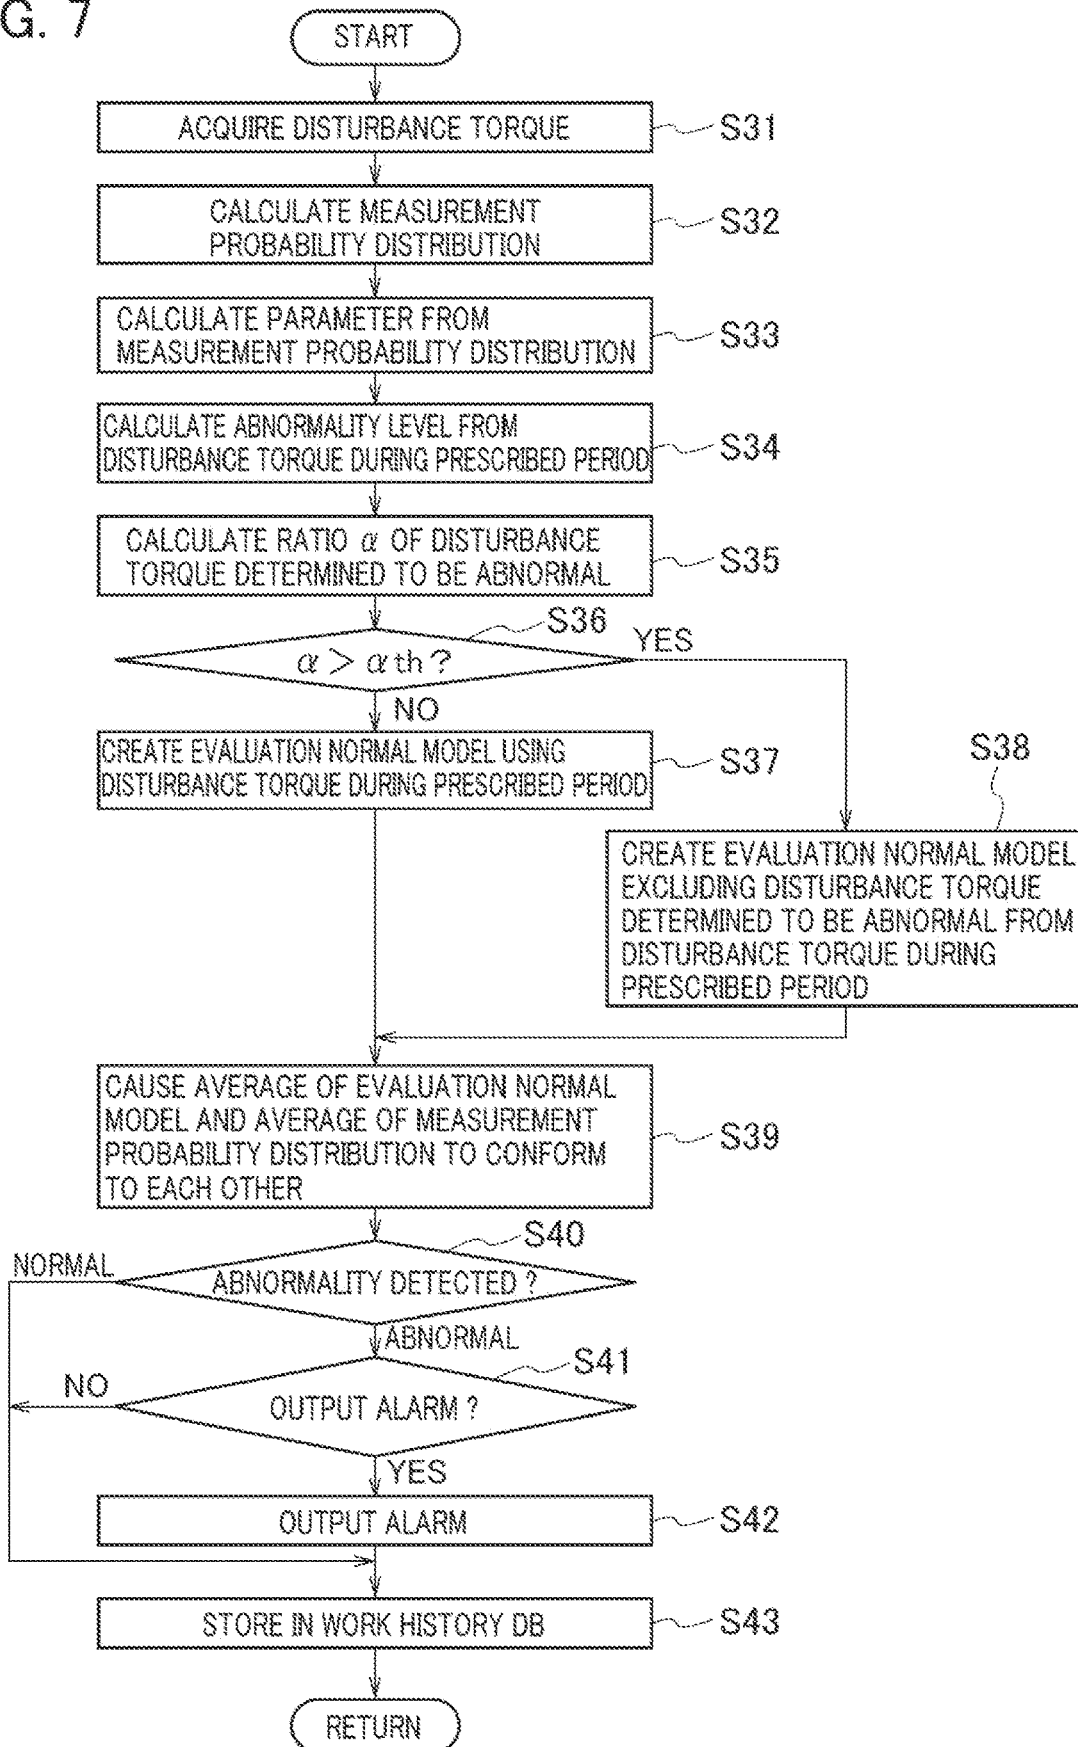 G. 7
START
ACQUIRE DISTURBANCE TORQUE
S31
CALCULATE MEASUREMENT
PROBABILITY DISTRIBUTION
S32
CALCULATE PARAMETER FROM
MEASUREMENT PROBABILITY DISTRIBUTION
S33
CALCULATE ABNORMALITY LEVEL FROM
DISTURBANCE TORQUE DURING PRESCRIBED PERIOD
S34
CALCULATE RATIO α OF DISTURBANCE
TORQUE DETERMINED TO BE ABNORMAL
S35
S36
α > αth ?
YES
NO
CREATE EVALUATION NORMAL MODEL USING
DISTURBANCE TORQUE DURING PRESCRIBED PERIOD
S37
S38
CREATE EVALUATION NORMAL MODEL
EXCLUDING DISTURBANCE TORQUE
DETERMINED TO BE ABNORMAL FROM
DISTURBANCE TORQUE DURING
PRESCRIBED PERIOD
CAUSE AVERAGE OF EVALUATION NORMAL
MODEL AND AVERAGE OF MEASUREMENT
PROBABILITY DISTRIBUTION TO CONFORM
TO EACH OTHER
S39
S40
NORMAL
ABNORMALITY DETECTED ?
ABNORMAL
S41
NO
OUTPUT ALARM ?
YES
OUTPUT ALARM
S42
STORE IN WORK HISTORY DB
S43
RETURN